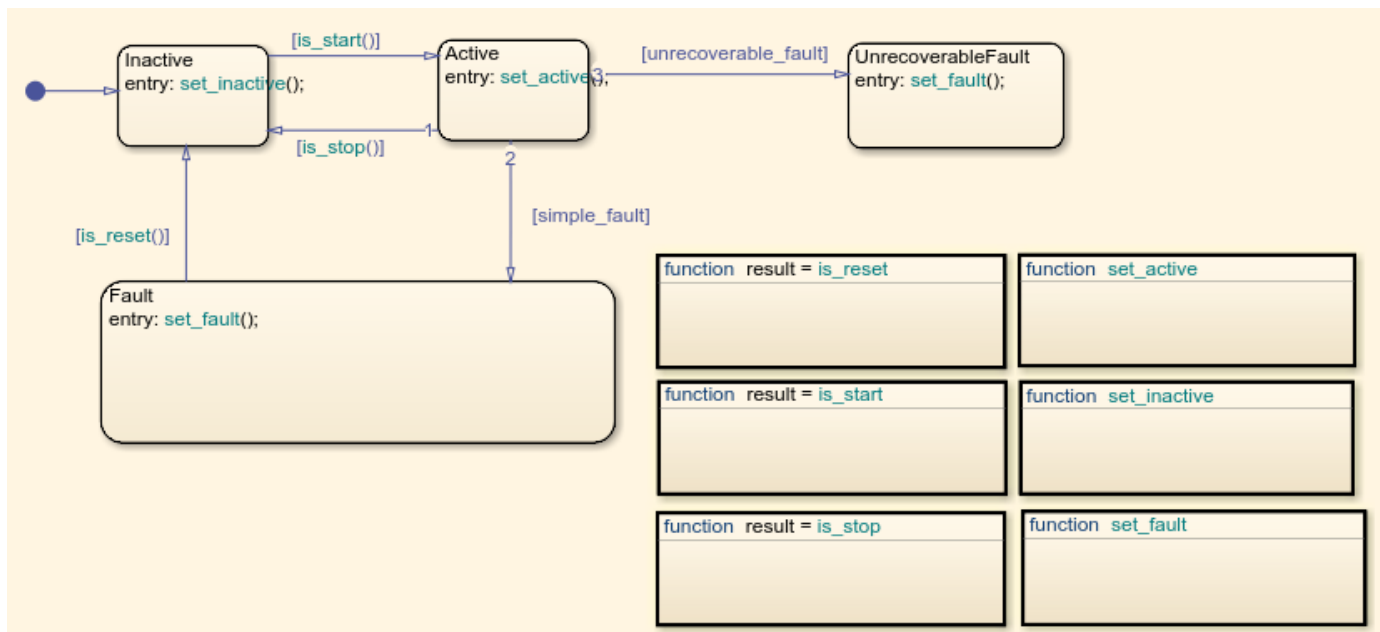 [is_start()]
Inactive
entry: set_inactive();
Active
entry: set_active();
3
[unrecoverable_fault]
UnrecoverableFault
entry: set_fault();
1
[is_stop()]
2
[simple_fault]
[is_reset()]
Fault
entry: set_fault();
function result = is_reset
function set_active
function result = is_start
function set_inactive
function result = is_stop
function set_fault